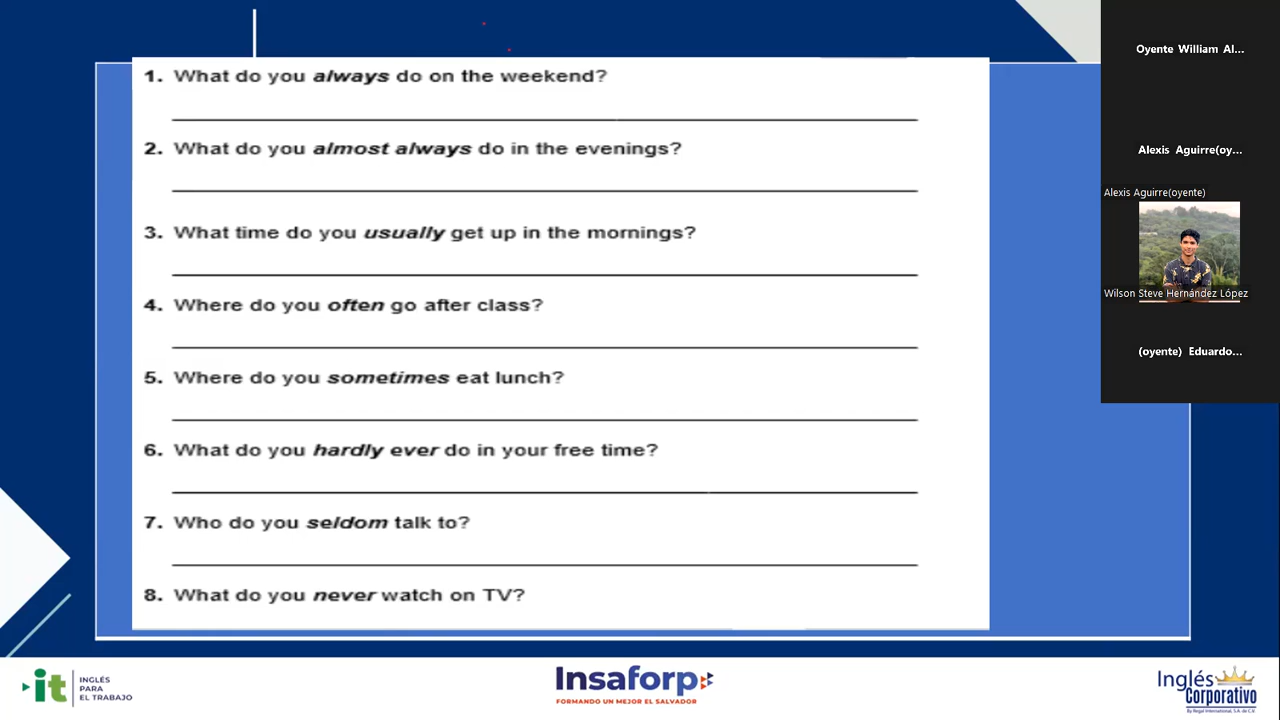 1. What do you always do on the weekend?
2. What do you almost always do in the evenings?
3. What time do you usually get up in the mornings?
4. Where do you often go after class?
5. Where do you sometimes eat lunch?
6. What do you hardly ever do in your free time?
7. Who do you seldom talk to?
8. What do you never watch on TV?
Oyente William Al...
Alexis Aguirre(oy...
Alexis Aguirre(oyente)
Wilson Steve Hernández López
(oyente) Eduardo...
it
INGLÉS
PARA
EL TRABAJO
Insaforp
FORMANDO UN MEJOR EL SALVADOR
Inglés
Corporativo
By Regal International, S.A. de C.V.